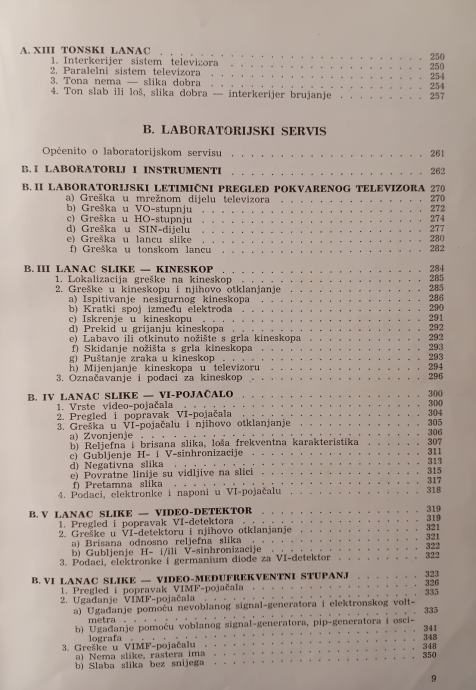 A. XIII TONSKI LANAC . . . . . . . . . . . . . . . . . . 250
1. Interkerijer sistem televizora . . . . . . . . . . . . 250
2. Paralelni sistem televizora . . . . . . . . . . . . 254
3. Tona nema — slika dobra . . . . . . . . . . . . 254
4. Ton slab ili loš, slika dobra — interkerijer brujanje . . . . . . 257
B. LABORATORIJSKI SERVIS
Općenito o laboratorijskom servisu . . . . . . . . . . . . 261
B. I LABORATORIJ I INSTRUMENTI . . . . . . . . . . . . 262
B. II LABORATORIJSKI LETIMIČNI PREGLED POKVARENOG TELEVIZORA 270
a) Greška u mrežnom dijelu televizora . . . . . . . . . 270
b) Greška u VO-stupnju . . . . . . . . . . . . 272
c) Greška u HO-stupnju . . . . . . . . . . . . 274
d) Greška u SIN-dijelu . . . . . . . . . . . . 277
e) Greška u lancu slike . . . . . . . . . . . . 280
f) Greška u tonskom lancu . . . . . . . . . . . . 282
B. III LANAC SLIKE — KINESKOP . . . . . . . . . . . . 284
1. Lokalizacija greške na kineskop . . . . . . . . . . . . 285
2. Greške u kineskopu i njihovo otklanjanje . . . . . . . . . 285
a) Ispitivanje nesigurnog kineskopa . . . . . . . . . 286
b) Kratki spoj između elektroda . . . . . . . . . 290
c) Iskrenje u kineskopu . . . . . . . . . . . . 291
d) Prekid u grijanju kineskopa . . . . . . . . . 292
e) Labavo ili otkinuto nožište s grla kineskopa . . . . . . 292
f) Skidanje nožišta s grla kineskopa . . . . . . . . . 293
g) Puštanje zraka u kineskop . . . . . . . . . 293
h) Mijenjanje kineskopa u televizoru . . . . . . . . . 294
3. Označavanje i podaci za kineskop . . . . . . . . . 296
B. IV LANAC SLIKE — VI-POJAČALO . . . . . . . . . . . . 300
1. Vrste video-pojačala . . . . . . . . . . . . 300
2. Pregled i popravak VI-pojačala . . . . . . . . . 304
3. Greška u VI-pojačalu i njihovo otklanjanje . . . . . . . . . 305
a) Zvonjenje . . . . . . . . . . . . 306
b) Reljefna i brisana slika, loša frekventna karakteristika . . . . . . 307
c) Gubljenje H- i V-sinhronizacije . . . . . . . . . 311
d) Negativna slika . . . . . . . . . . . . 313
e) Povratne linije su vidljive na slici . . . . . . . . . 315
f) Pretamna slika . . . . . . . . . . . . 317
4. Podaci, elektronke i naponi u VI-pojačalu . . . . . . . . . 318
B. V LANAC SLIKE — VIDEO-DETEKTOR . . . . . . . . . . . . 319
1. Pregled i popravak VI-detektora . . . . . . . . . 319
2. Greške u VI-detektoru i njihovo otklanjanje . . . . . . . . . 321
a) Brisana odnosno reljefna slika . . . . . . . . . 321
b) Gubljenje H- i/ili V-sinhronizacije . . . . . . . . . 322
3. Podaci, elektronke i germanium diode za VI-detektor . . . . . . 322
B. VI LANAC SLIKE — VIDEO-MEĐUFREKVENTNI STUPANJ . . . . . . 323
1. Pregled i popravak VIMF-pojačala . . . . . . . . . 326
2. Ugađanje VIMF-pojačala . . . . . . . . . . . . 335
a) Ugađanje pomoću nevoblanog signal-generatora i elektronskog volt-
metra . . . . . . . . . . . . 335
b) Ugađanje pomoću voblanog signal-generatora, pip-generatora i osci-
lografa . . . . . . . . . . . . 341
3. Greške u VIMF-pojačalu . . . . . . . . . . . . 348
a) Nema slike, rastera ima . . . . . . . . . . . . 348
b) Slaba slika bez snijega . . . . . . . . . . . . 350
9